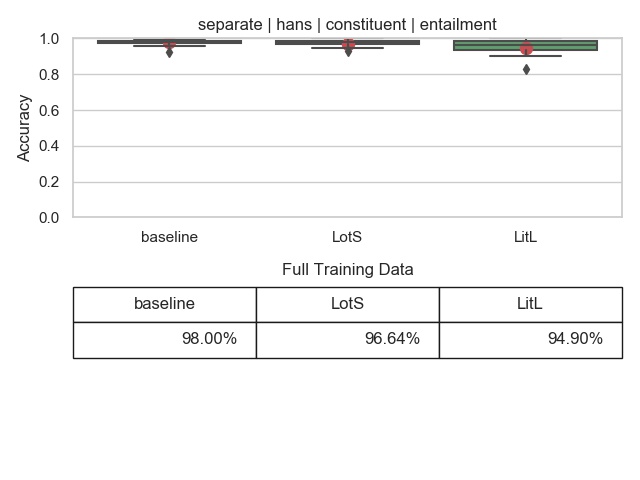 separate | hans | constituent | entailment
1.0
0.8
0.6
0.4
0.2
0.0
Accuracy
baseline LotS LitL
Full Training Data
baseline LotS LitL
98.00% 96.64% 94.90%